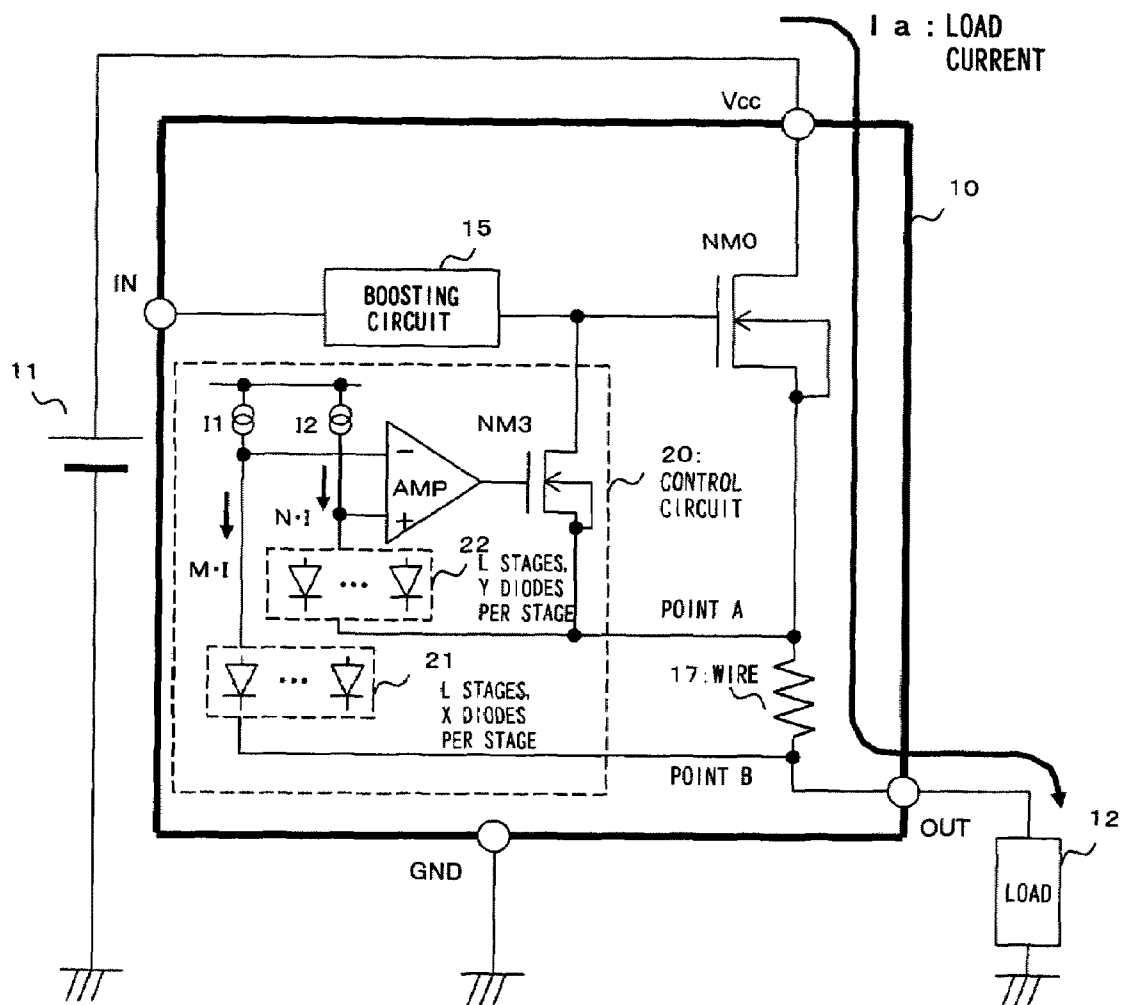 I a : LOAD
CURRENT
Vcc
10
15
NM0
IN
BOOSTING
CIRCUIT
11
I1
I2
NM3
20:
CONTROL
CIRCUIT
−
AMP
+
N·I
M·I
22
L STAGES,
Y DIODES
PER STAGE
...
POINT A
21
17:WIRE
...
L STAGES,
X DIODES
PER STAGE
POINT B
OUT
12
GND
LOAD